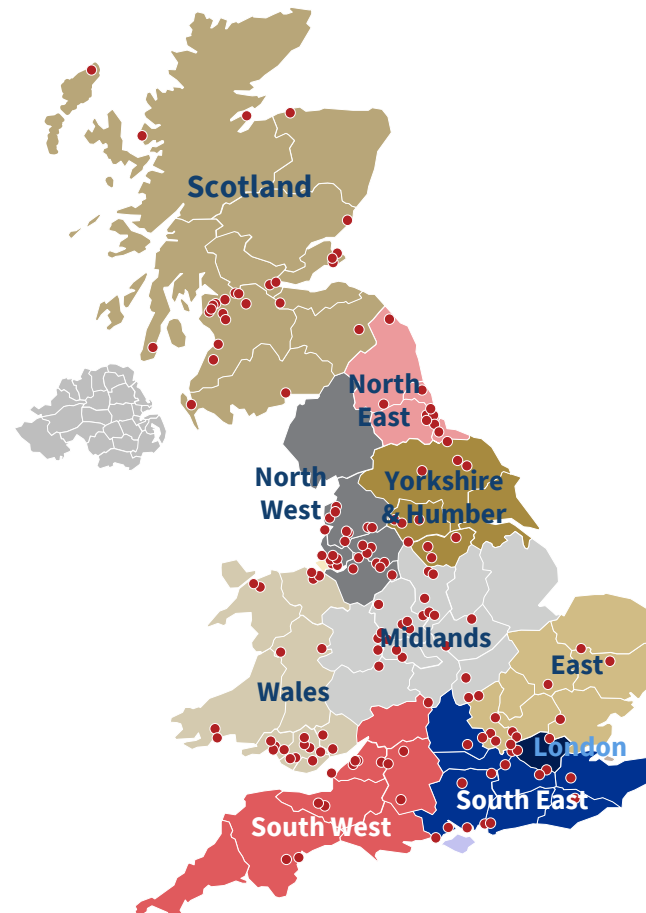 Scotland
North
East
North
West
Yorkshire
& Humber
Midlands
East
Wales
London
South East
South West